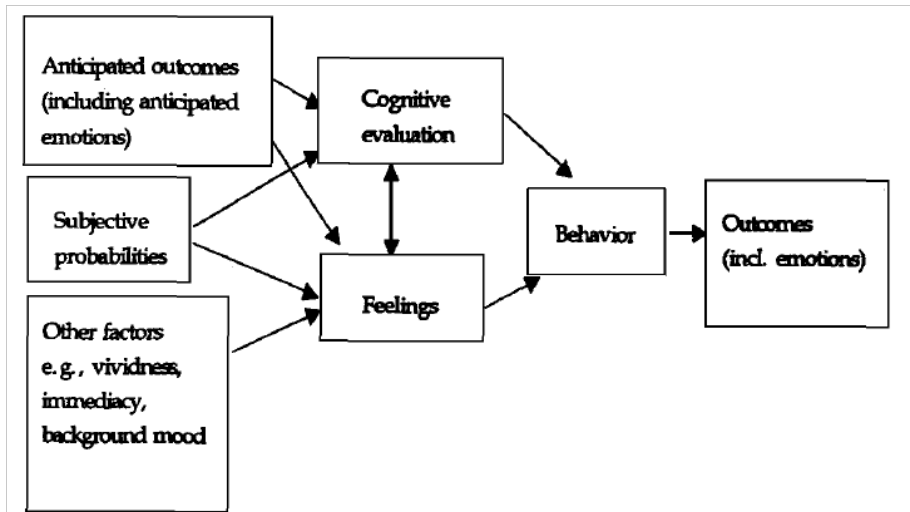 Anticipated outcomes
(including anticipated
emotions)
Cognitive
evaluation
Subjective
probabilities
Feelings
Behavior
Outcomes
(incl. emotions)
Other factors
e. g., vividness,
immediacy,
background mood